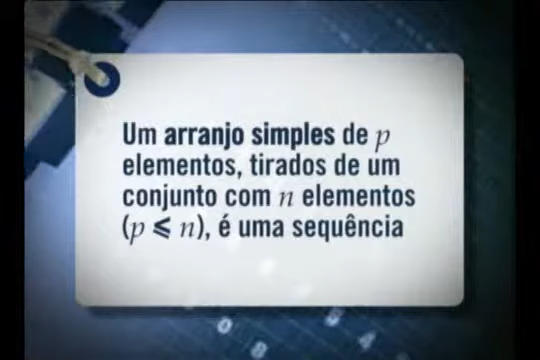 Um arranjo simples de p
elementos, tirados de um
conjunto com n elementos
(p ⩽ n), é uma sequência